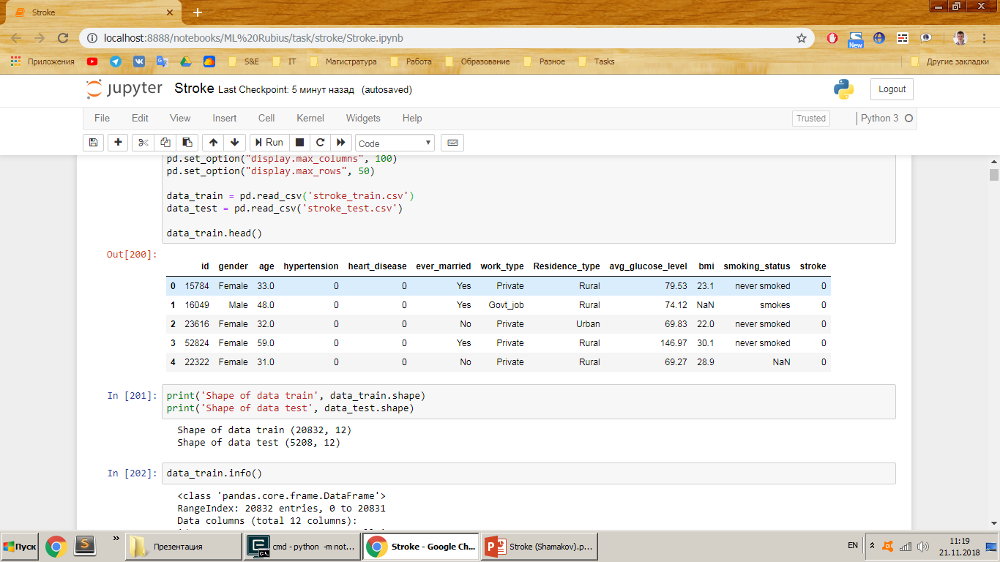 Stroke
localhost:8888/notebooks/ML%20Rubius/task/stroke/Stroke.ipynb
New
Приложения S&E IT Магистратура Работа Образование Разное Tasks Другие закладки
jupyter Stroke Last Checkpoint: 5 минут назад (autosaved) Logout
File Edit View Insert Cell Kernel Widgets Help Trusted Python 3
Run Code
pd.set_option("display.max_columns", 100)
pd.set_option("display.max_rows", 50)
data_train = pd.read_csv('stroke_train.csv')
data_test = pd.read_csv('stroke_test.csv')
data_train.head()
Out[200]:
id gender age hypertension heart_disease ever_married work_type Residence_type avg_glucose_level bmi smoking_status stroke
0 15784 Female 33.0 0 0 Yes Private Rural 79.53 23.1 never smoked 0
1 16049 Male 48.0 0 0 Yes Govt_job Rural 74.12 NaN smokes 0
2 23616 Female 32.0 0 0 No Private Urban 69.83 22.0 never smoked 0
3 52824 Female 59.0 0 0 Yes Private Rural 146.97 30.1 never smoked 0
4 22322 Female 31.0 0 0 No Private Rural 69.27 28.9 NaN 0
In [201]: print('Shape of data train', data_train.shape)
print('Shape of data test', data_test.shape)
Shape of data train (20832, 12)
Shape of data test (5208, 12)
In [202]: data_train.info()
<class 'pandas.core.frame.DataFrame'>
RangeIndex: 20832 entries, 0 to 20831
Data columns (total 12 columns):
Пуск Презентация cmd - python -m not... Stroke - Google Ch... Stroke (Shamakov).p... EN 11:19
21.11.2018